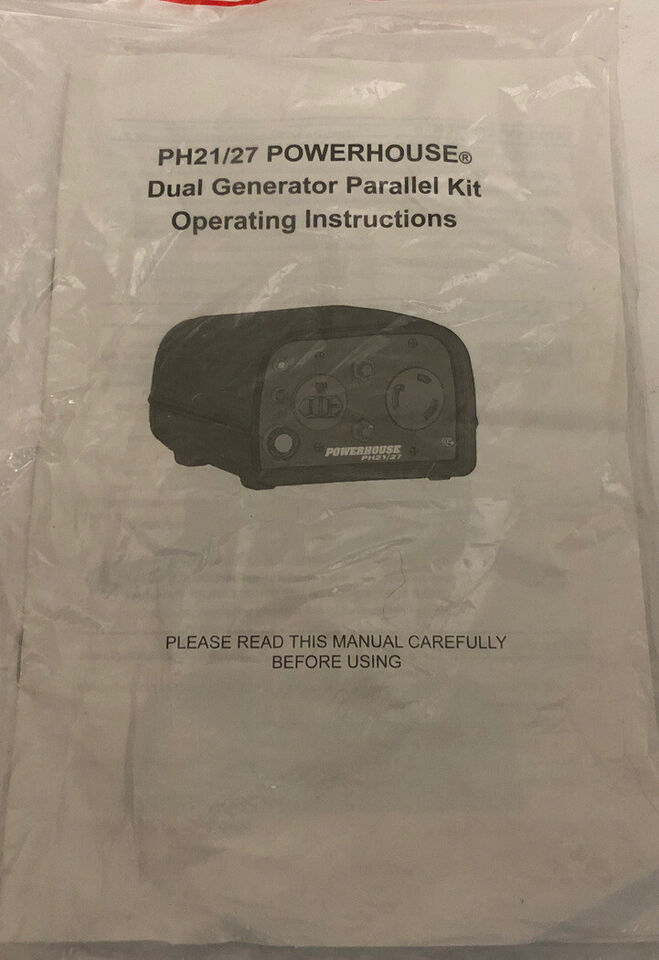 PH21/27 POWERHOUSE®
Dual Generator Parallel Kit
Operating Instructions
POWERHOUSE
PH21/27
PLEASE READ THIS MANUAL CAREFULLY
BEFORE USING